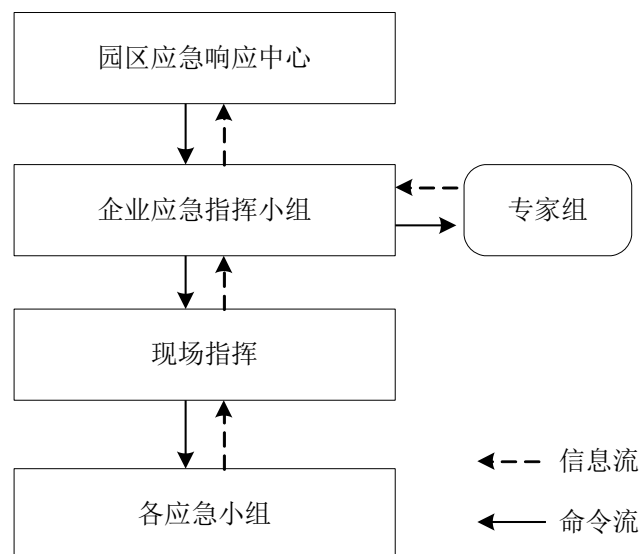 园区应急响应中心
企业应急指挥小组
专家组
现场指挥
各应急小组
信息流
命令流